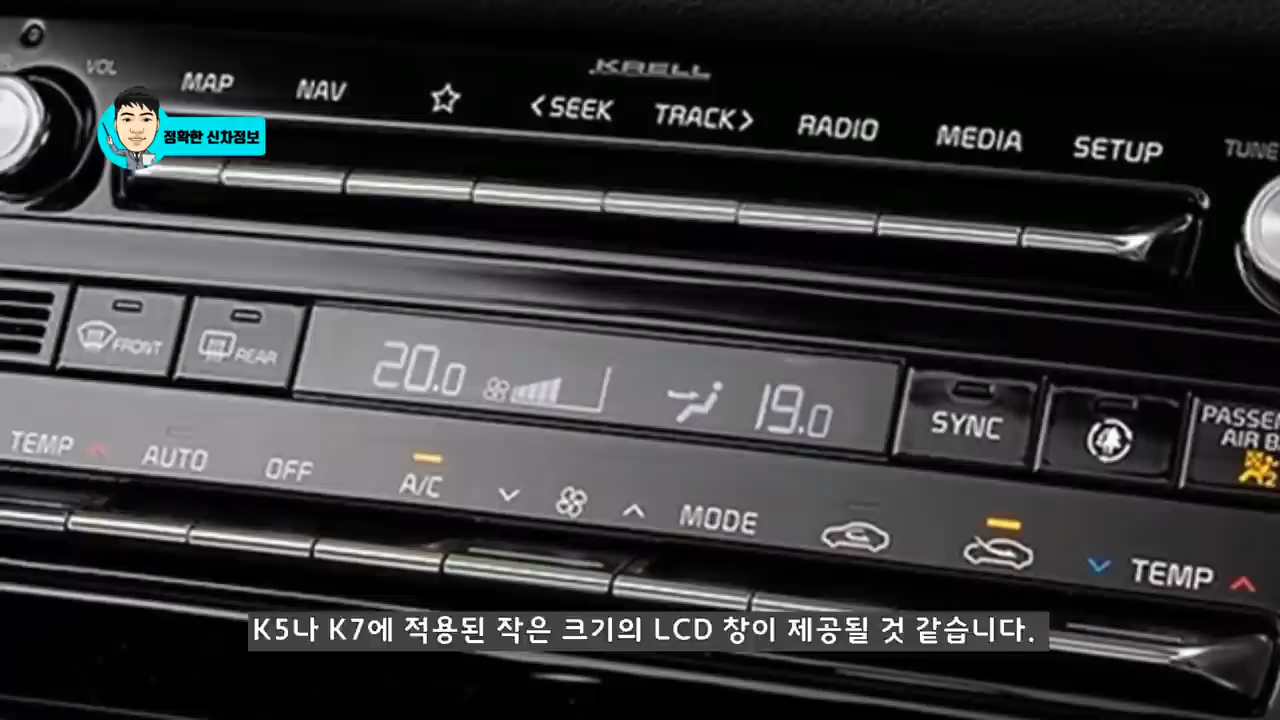 VOL
KRELL
MAP
NAV
< SEEK
TRACK >
RADIO
MEDIA
SETUP
TUNE
정확한 신차정보
FRONT
REAR
20.0
19.0
SYNC
AIR
TEMP
AUTO
OFF
A/C
MODE
TEMP
K5나 K7에 적용된 작은 크기의 LCD 창이 제공될 것 같습니다.